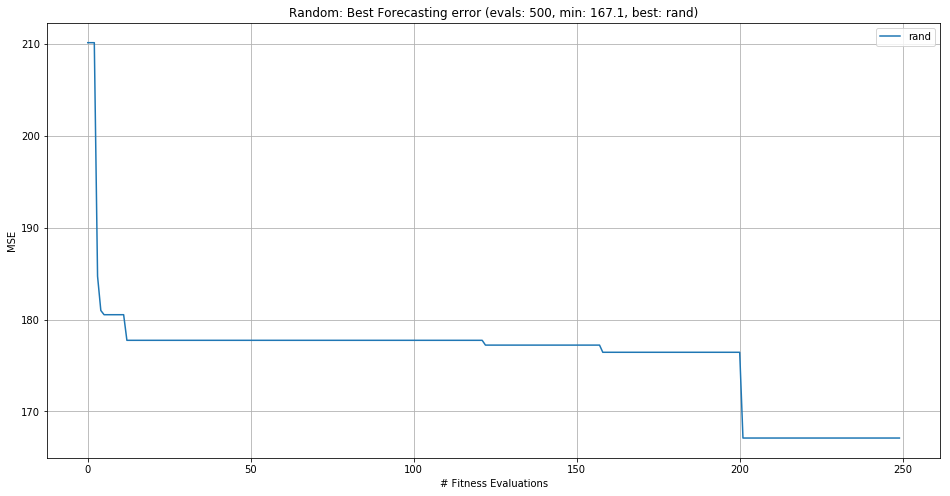 Random: Best Forecasting error (evals: 500, min: 167.1, best: rand)
rand
210
200
190
180
170
MSE
0 50 100 150 200 250
# Fitness Evaluations